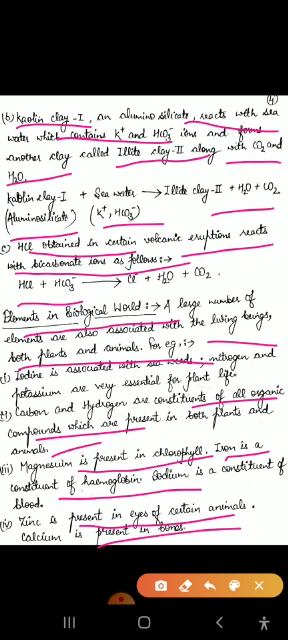 (4)
(b) Kaolin clay-I, an alumino silicate, reacts with sea
water which contains K⁺ and HCO₃⁻ ions and forms
another clay called Illite clay-II along with CO₂ and
H₂O.
Kaolin clay-I + Sea water ⟶ Illite clay-II + H₂O + CO₂
(Aluminosilicate) (K⁺, HCO₃⁻)
(c) HCl obtained in certain volcanic eruptions reacts
with bicarbonate ions as follows:→
HCl + HCO₃⁻ ⟶ Cl⁻ + H₂O + CO₂.
Elements in Biological World:→ A large number of
elements are also associated with the living beings,
both plants and animals. For eg.:→
(i) Iodine is associated with sea weeds; nitrogen and
potassium are very essential for plant life.
Carbon and Hydrogen are constituents of all organic
compounds which are present in both plants and
animals.
(iii) Magnesium is present in chlorophyll. Iron is a
constituent of haemoglobin. Sodium is a constituent of
blood.
(iv) Zinc is present in eyes of certain animals.
Calcium is present in bones.